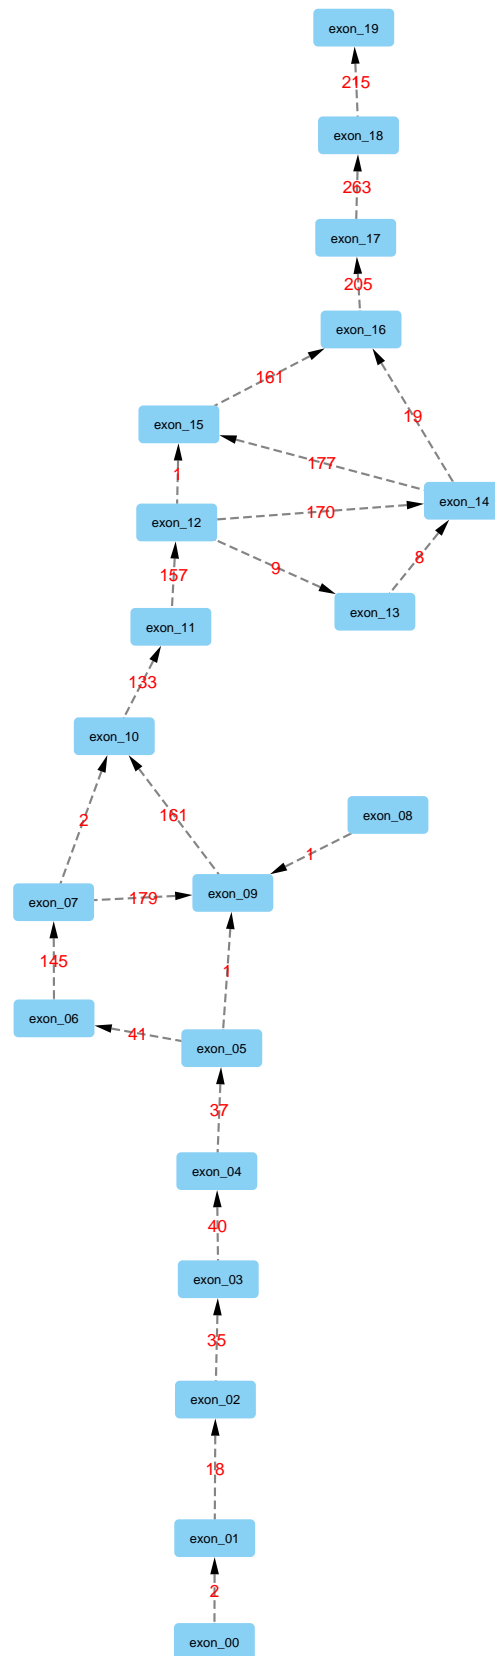 exon_19
215
exon_18
263
exon_17
205
exon_16
161
19
exon_15
177
1
exon_14
170
exon_12
9
8
157
exon_13
exon_11
133
exon_10
2
161
exon_08
1
exon_09
179
exon_07
145
1
exon_06
41
exon_05
37
exon_04
40
exon_03
35
exon_02
18
exon_01
2
exon_00